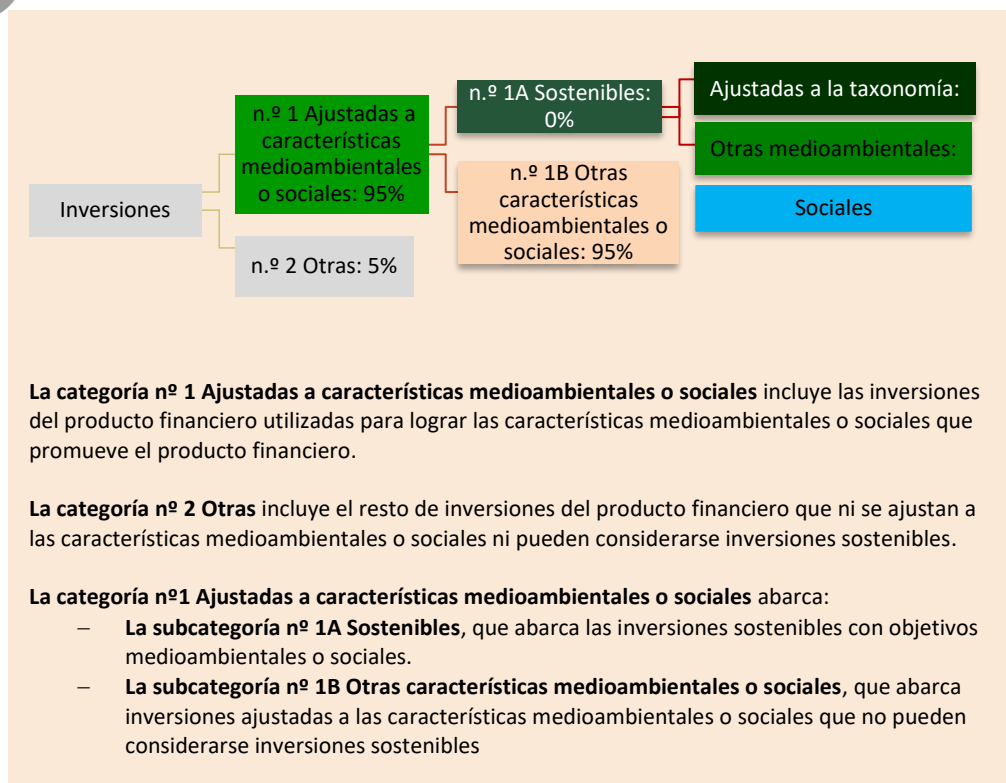 Inversiones
n.º 1 Ajustadas a
características
medioambientales
o sociales: 95%
n.º 2 Otras: 5%
n.º 1A Sostenibles:
0%
n.º 1B Otras
características
medioambientales o
sociales: 95%
Ajustadas a la taxonomía:
Otras medioambientales:
Sociales
La categoría nº 1 Ajustadas a características medioambientales o sociales incluye las inversiones
del producto financiero utilizadas para lograr las características medioambientales o sociales que
promueve el producto financiero.
La categoría nº 2 Otras incluye el resto de inversiones del producto financiero que ni se ajustan a
las características medioambientales o sociales ni pueden considerarse inversiones sostenibles.
La categoría nº1 Ajustadas a características medioambientales o sociales abarca:
– La subcategoría nº 1A Sostenibles, que abarca las inversiones sostenibles con objetivos
medioambientales o sociales.
– La subcategoría nº 1B Otras características medioambientales o sociales, que abarca
inversiones ajustadas a las características medioambientales o sociales que no pueden
considerarse inversiones sostenibles